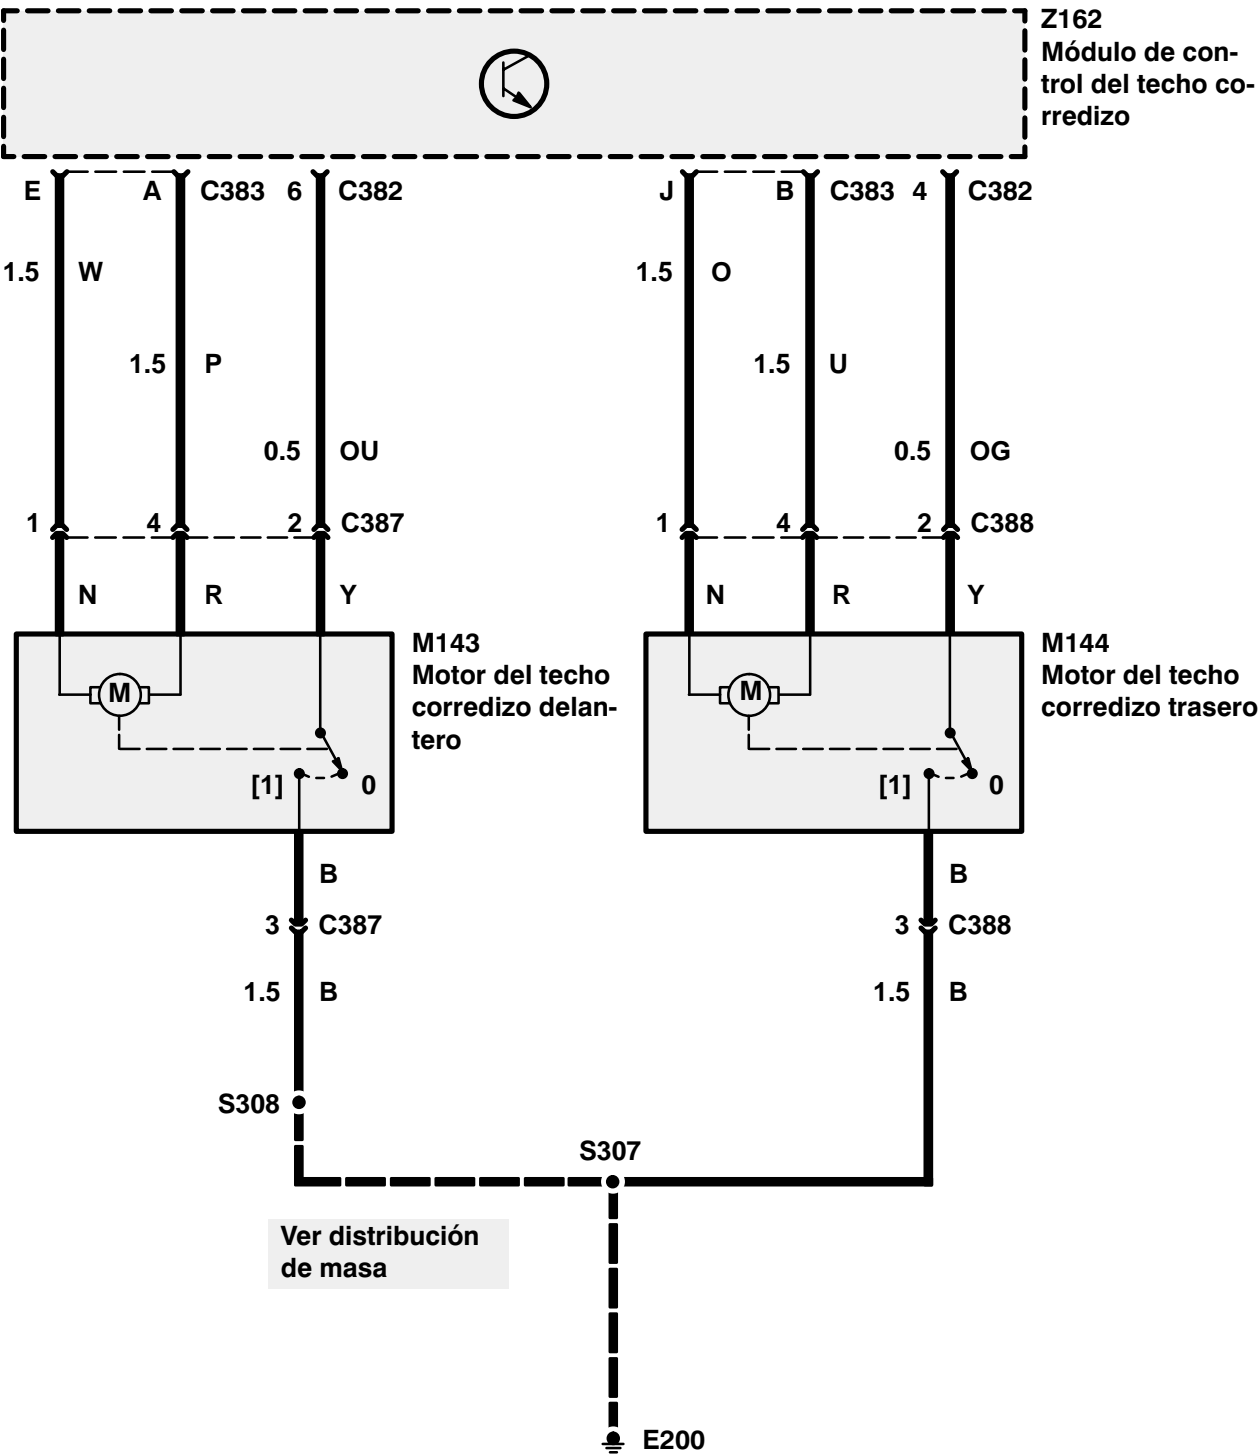 Z162
Módulo de con-
trol del techo co-
rredizo
E A C383 6 C382 J B C383 4 C382
1.5 W 1.5 O
1.5 P 1.5 U
0.5 OU 0.5 OG
1 4 2 C387 1 4 2 C388
N R Y N R Y
M143
Motor del techo
corredizo delan-
tero
M144
Motor del techo
corredizo trasero
M M
[1] 0 [1] 0
B B
3 C387 3 C388
1.5 B 1.5 B
S308
S307
Ver distribución
de masa
E200